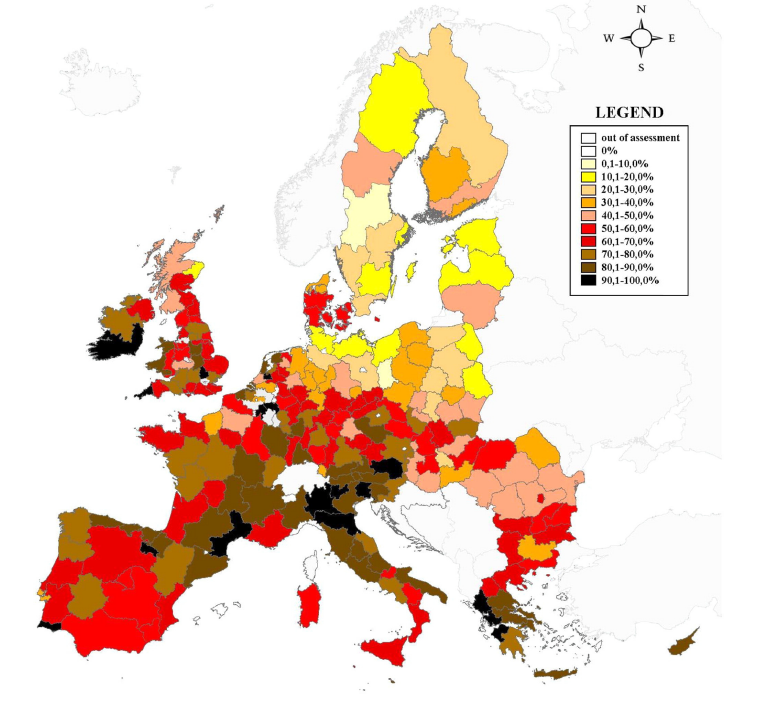 N
W E
S
LEGEND
out of assessment
0%
0,1-10,0%
10,1-20,0%
20,1-30,0%
30,1-40,0%
40,1-50,0%
50,1-60,0%
60,1-70,0%
70,1-80,0%
80,1-90,0%
90,1-100,0%